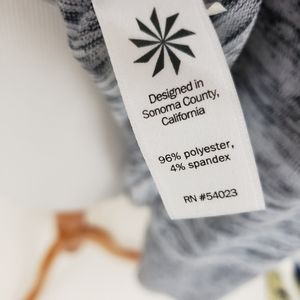 Designed in
Sonoma County,
California
96% polyester,
4% spandex
RN #54023